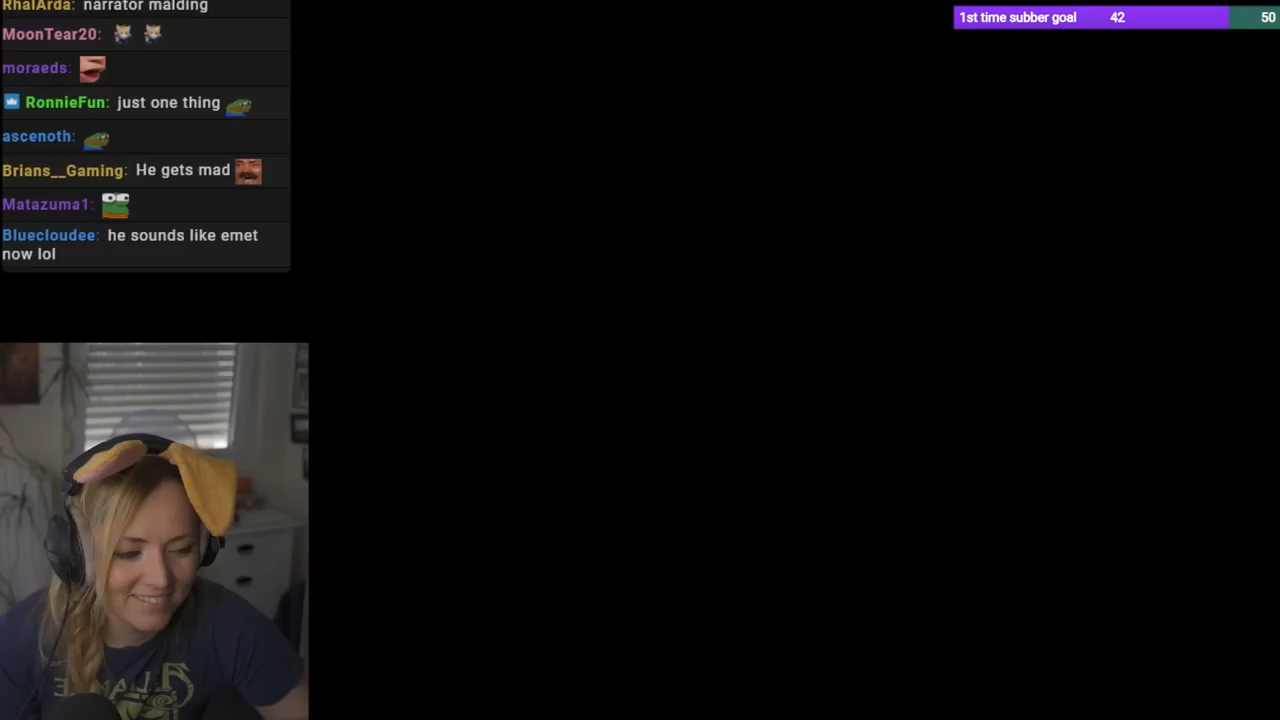 RhalArda: narrator malding
MoonTear20:
moraeds:
RonnieFun: just one thing
ascenoth:
Brians__Gaming: He gets mad
Matazuma1:
Bluecloudee: he sounds like emet
now lol
1st time subber goal 42 50